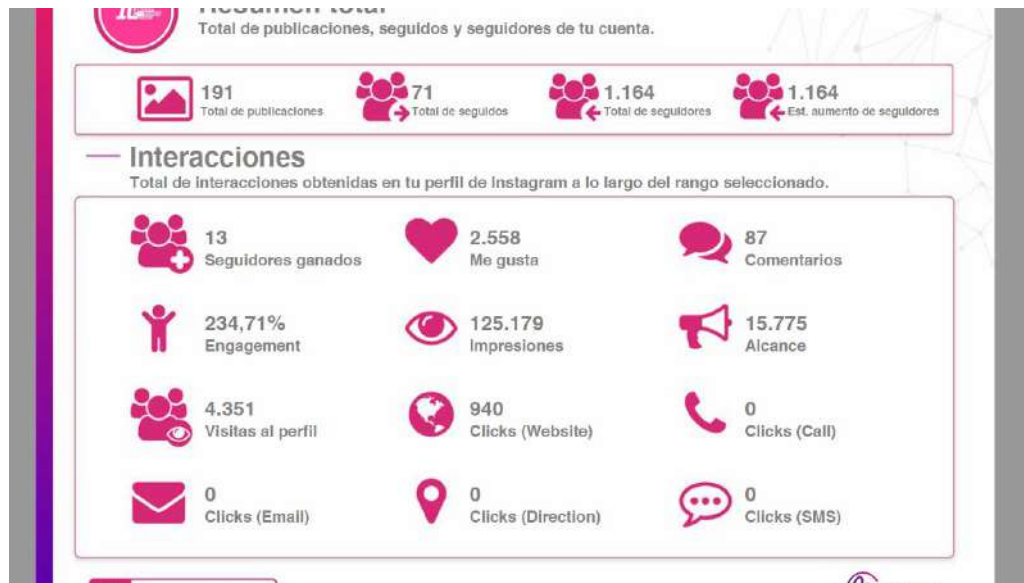 Resumen total
Total de publicaciones, seguidos y seguidores de tu cuenta.
191
Total de publicaciones
71
Total de seguidos
1.164
Total de seguidores
1.164
Est. aumento de seguidores
Interacciones
Total de interacciones obtenidas en tu perfil de Instagram a lo largo del rango seleccionado.
13
Seguidores ganados
2.558
Me gusta
87
Comentarios
234,71%
Engagement
125.179
Impresiones
15.775
Alcance
4.351
Visitas al perfil
940
Clicks (Website)
0
Clicks (Call)
0
Clicks (Email)
0
Clicks (Direction)
0
Clicks (SMS)